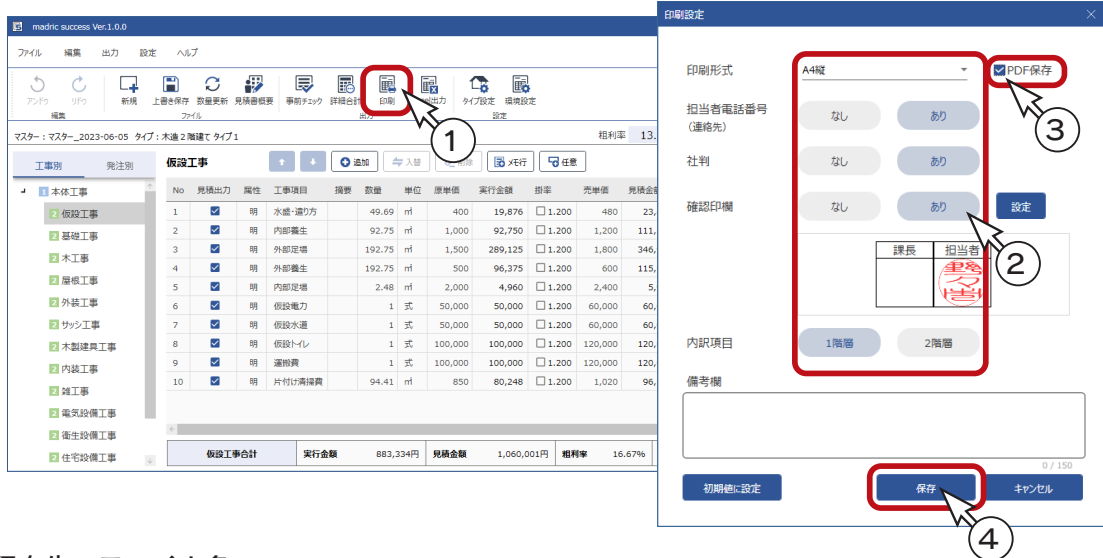 madric success Ver.1.0.0
ファイル 編集 出力 設定 ヘルプ
アンドゥ リドゥ 新規 上書き保存 数量更新 見積書概要 事前チェック 詳細合計 印刷 タイプ設定 環境設定
編集 ファイル 出力 設定
マスター：マスター_2023-06-05 タイプ：木造2階建て タイプ1 粗利率 13.
工事別 発注別
本体工事
2 仮設工事
2 基礎工事
2 木工事
2 屋根工事
2 外装工事
2 サッシ工事
2 木製建具工事
2 内装工事
2 雑工事
2 電気設備工事
2 衛生設備工事
2 住宅設備工事
仮設工事 追加 入替 削除 メモ行 任意
No 見積出力 属性 工事項目 摘要 数量 単位 原単価 実行金額 掛率 売単価 見積金額
1 明 水盛・遣り方 49.69 ㎡ 400 19,876 1.200 480 23,
2 明 内部養生 92.75 ㎡ 1,000 92,750 1.200 1,200 111,
3 明 外部足場 192.75 ㎡ 1,500 289,125 1.200 1,800 346,
4 明 外部養生 192.75 ㎡ 500 96,375 1.200 600 115,
5 明 内部足場 2.48 ㎡ 2,000 4,960 1.200 2,400 5,
6 明 仮設電力 1 式 50,000 50,000 1.200 60,000 60,
7 明 仮設水道 1 式 50,000 50,000 1.200 60,000 60,
8 明 仮設トイレ 1 式 100,000 100,000 1.200 120,000 120,
9 明 運搬費 1 式 100,000 100,000 1.200 120,000 120,
10 明 片付け清掃費 94.41 ㎡ 850 80,248 1.200 1,020 96,
仮設工事合計 実行金額 883,334円 見積金額 1,060,001円 粗利率 16.67%
①
印刷設定
印刷形式 A4縦 PDF保存
③
担当者電話番号 なし あり
（連絡先）
社判 なし あり
確認印欄 なし あり 設定
②
課長 担当者
内訳項目 1階層 2階層
備考欄
0 / 150
初期値に設定 保存 キャンセル
④